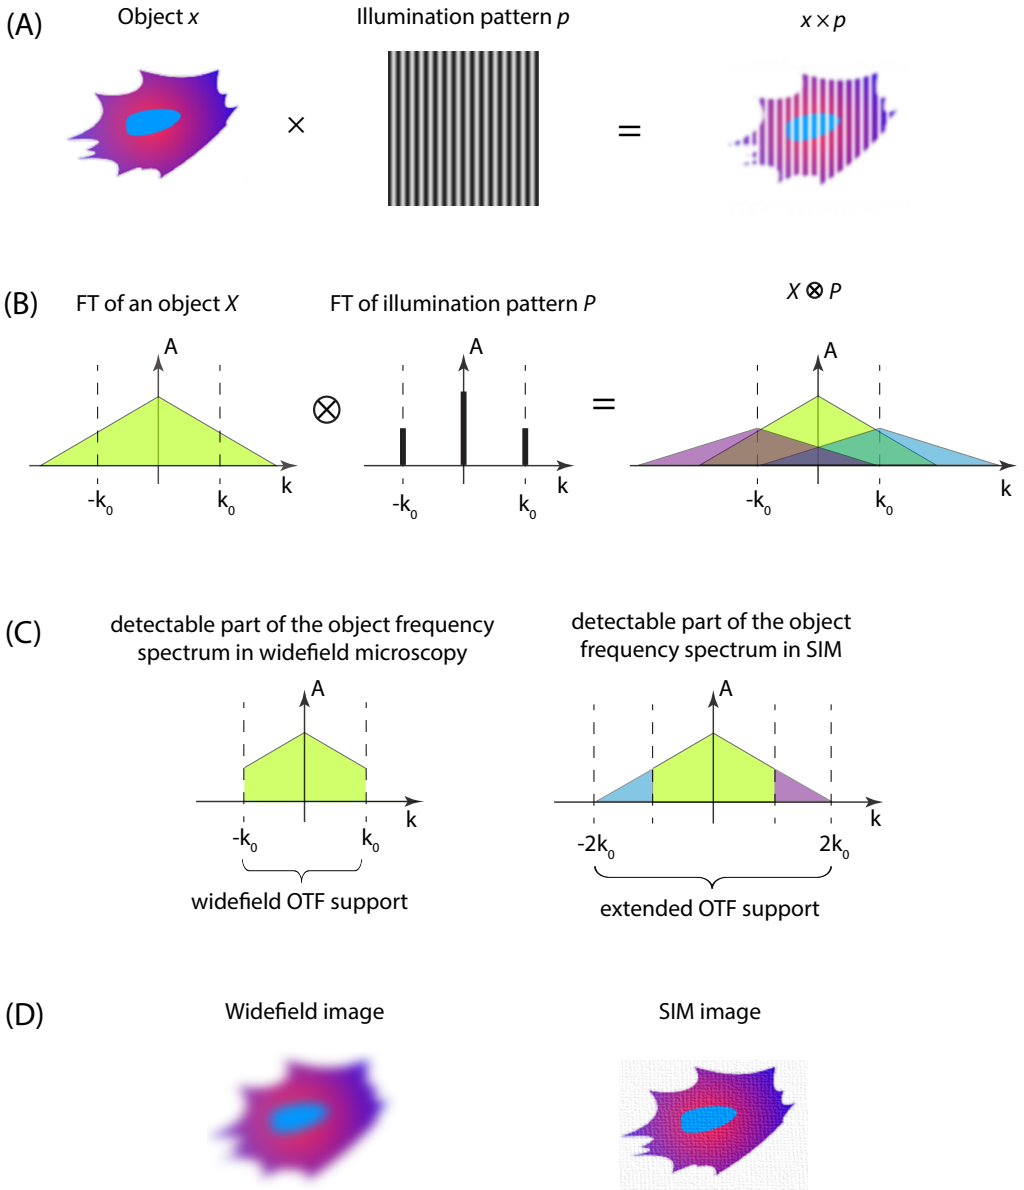 (A)
Object x
Illumination pattern p
x × p
×
=
(B)
FT of an object X
FT of illumination pattern P
X ⊗ P
A
A
A
⊗
=
k
k
k
-k₀
k₀
-k₀
k₀
-k₀
k₀
(C)
detectable part of the object frequency
spectrum in widefield microscopy
detectable part of the object
frequency spectrum in SIM
A
A
k
k
-k₀
k₀
-2k₀
2k₀
widefield OTF support
extended OTF support
(D)
Widefield image
SIM image